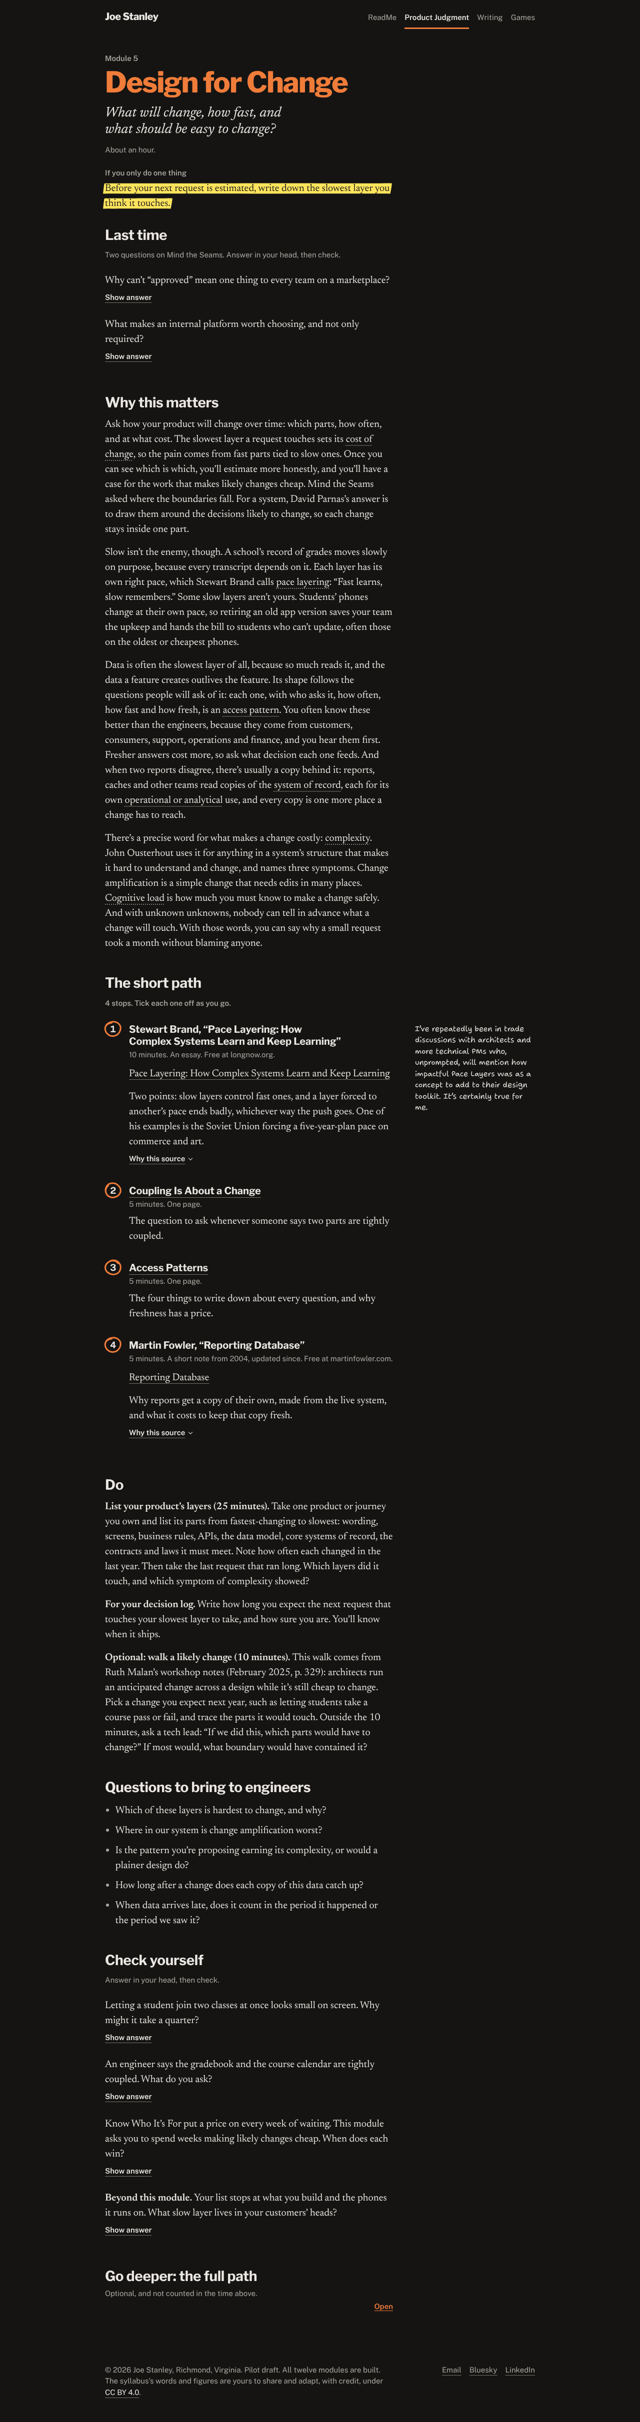 Joe Stanley
ReadMe Product Judgment Writing Games
Module 5
Design for Change
What will change, how fast, and
what should be easy to change?
About an hour.
If you only do one thing
Before your next request is estimated, write down the slowest layer you
think it touches.
Last time
Two questions on Mind the Seams. Answer in your head, then check.
Why can’t “approved” mean one thing to every team on a marketplace?
Show answer
What makes an internal platform worth choosing, and not only
required?
Show answer
Why this matters
Ask how your product will change over time: which parts, how often,
and at what cost. The slowest layer a request touches sets its cost of
change, so the pain comes from fast parts tied to slow ones. Once you
can see which is which, you’ll estimate more honestly, and you’ll have a
case for the work that makes likely changes cheap. Mind the Seams
asked where the boundaries fall. For a system, David Parnas’s answer is
to draw them around the decisions likely to change, so each change
stays inside one part.
Slow isn’t the enemy, though. A school’s record of grades moves slowly
on purpose, because every transcript depends on it. Each layer has its
own right pace, which Stewart Brand calls pace layering: “Fast learns,
slow remembers.” Some slow layers aren’t yours. Students’ phones
change at their own pace, so retiring an old app version saves your team
the upkeep and hands the bill to students who can’t update, often those
on the oldest or cheapest phones.
Data is often the slowest layer of all, because so much reads it, and the
data a feature creates outlives the feature. Its shape follows the
questions people will ask of it: each one, with who asks it, how often,
how fast and how fresh, is an access pattern. You often know these
better than the engineers, because they come from customers,
consumers, support, operations and finance, and you hear them first.
Fresher answers cost more, so ask what decision each one feeds. And
when two reports disagree, there’s usually a copy behind it: reports,
caches and other teams read copies of the system of record, each for its
own operational or analytical use, and every copy is one more place a
change has to reach.
There’s a precise word for what makes a change costly: complexity.
John Ousterhout uses it for anything in a system’s structure that makes
it hard to understand and change, and names three symptoms. Change
amplification is a simple change that needs edits in many places.
Cognitive load is how much you must know to make a change safely.
And with unknown unknowns, nobody can tell in advance what a
change will touch. With those words, you can say why a small request
took a month without blaming anyone.
The short path
4 stops. Tick each one off as you go.
1
Stewart Brand, “Pace Layering: How
Complex Systems Learn and Keep Learning”
10 minutes. An essay. Free at longnow.org.
Pace Layering: How Complex Systems Learn and Keep Learning
Two points: slow layers control fast ones, and a layer forced to
another’s pace ends badly, whichever way the push goes. One of
his examples is the Soviet Union forcing a five-year-plan pace on
commerce and art.
Why this source
I’ve repeatedly been in trade
discussions with architects and
more technical PMs who,
unprompted, will mention how
impactful Pace Layers was as a
concept to add to their design
toolkit. It’s certainly true for
me.
2
Coupling Is About a Change
5 minutes. One page.
The question to ask whenever someone says two parts are tightly
coupled.
3
Access Patterns
5 minutes. One page.
The four things to write down about every question, and why
freshness has a price.
4
Martin Fowler, “Reporting Database”
5 minutes. A short note from 2004, updated since. Free at martinfowler.com.
Reporting Database
Why reports get a copy of their own, made from the live system,
and what it costs to keep that copy fresh.
Why this source
Do
List your product’s layers (25 minutes). Take one product or journey
you own and list its parts from fastest-changing to slowest: wording,
screens, business rules, APIs, the data model, core systems of record, the
contracts and laws it must meet. Note how often each changed in the
last year. Then take the last request that ran long. Which layers did it
touch, and which symptom of complexity showed?
For your decision log. Write how long you expect the next request that
touches your slowest layer to take, and how sure you are. You’ll know
when it ships.
Optional: walk a likely change (10 minutes). This walk comes from
Ruth Malan’s workshop notes (February 2025, p. 329): architects run
an anticipated change across a design while it’s still cheap to change.
Pick a change you expect next year, such as letting students take a
course pass or fail, and trace the parts it would touch. Outside the 10
minutes, ask a tech lead: “If we did this, which parts would have to
change?” If most would, what boundary would have contained it?
Questions to bring to engineers
• Which of these layers is hardest to change, and why?
• Where in our system is change amplification worst?
• Is the pattern you’re proposing earning its complexity, or would a
plainer design do?
• How long after a change does each copy of this data catch up?
• When data arrives late, does it count in the period it happened or
the period we saw it?
Check yourself
Answer in your head, then check.
Letting a student join two classes at once looks small on screen. Why
might it take a quarter?
Show answer
An engineer says the gradebook and the course calendar are tightly
coupled. What do you ask?
Show answer
Know Who It’s For put a price on every week of waiting. This module
asks you to spend weeks making likely changes cheap. When does each
win?
Show answer
Beyond this module. Your list stops at what you build and the phones
it runs on. What slow layer lives in your customers’ heads?
Show answer
Go deeper: the full path
Optional, and not counted in the time above.
Open
© 2026 Joe Stanley, Richmond, Virginia. Pilot draft. All twelve modules are built.
The syllabus’s words and figures are yours to share and adapt, with credit, under
CC BY 4.0.
Email Bluesky LinkedIn